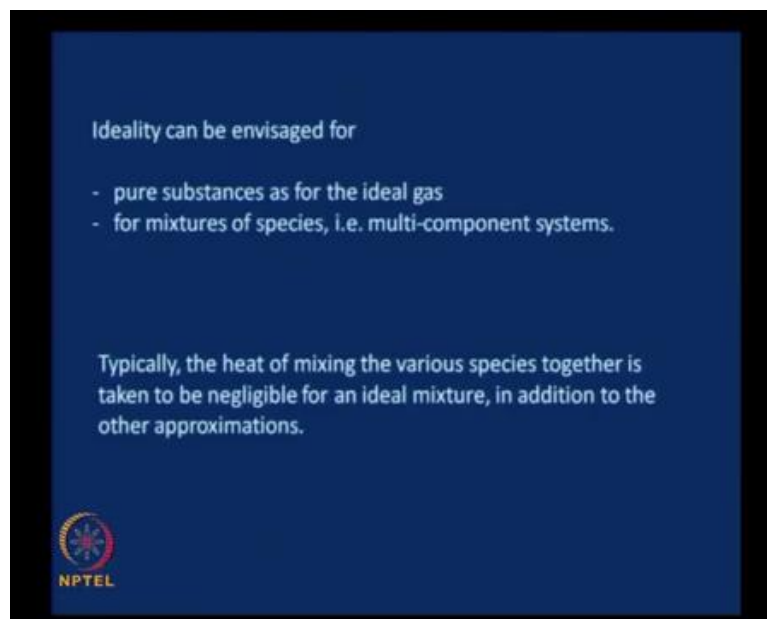 Ideality can be envisaged for
- pure substances as for the ideal gas
- for mixtures of species, i.e. multi-component systems.
Typically, the heat of mixing the various species together is
taken to be negligible for an ideal mixture, in addition to the
other approximations.
NPTEL